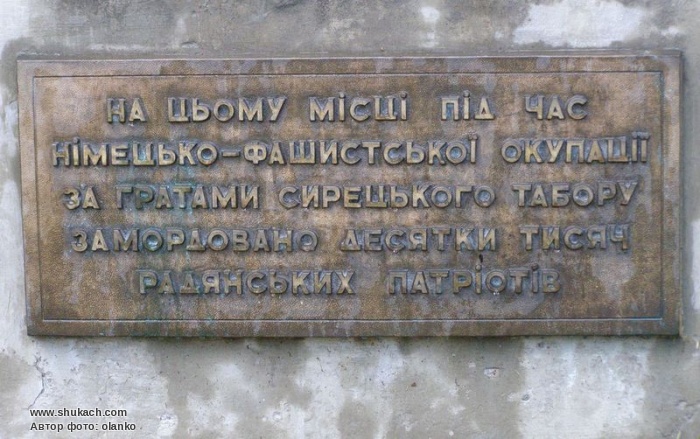 НА ЦЬОМУ МІСЦІ ПІД ЧАС
НІМЕЦЬКО-ФАШИСТСЬКОЇ ОКУПАЦІЇ
ЗА ГРАТАМИ СИРЕЦЬКОГО ТАБОРУ
ЗАМОРДОВАНО ДЕСЯТКИ ТИСЯЧ
РАДЯНСЬКИХ ПАТРІОТІВ
www.shukach.com
Автор фото: olanko